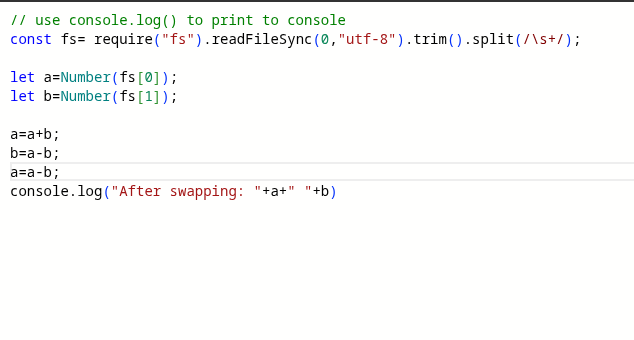 // use console.log() to print to console
const fs= require("fs").readFileSync(0,"utf-8").trim().split(/\s+/);
let a=Number(fs[0]);
let b=Number(fs[1]);
a=a+b;
b=a-b;
a=a-b;
console.log("After swapping: "+a+" "+b)